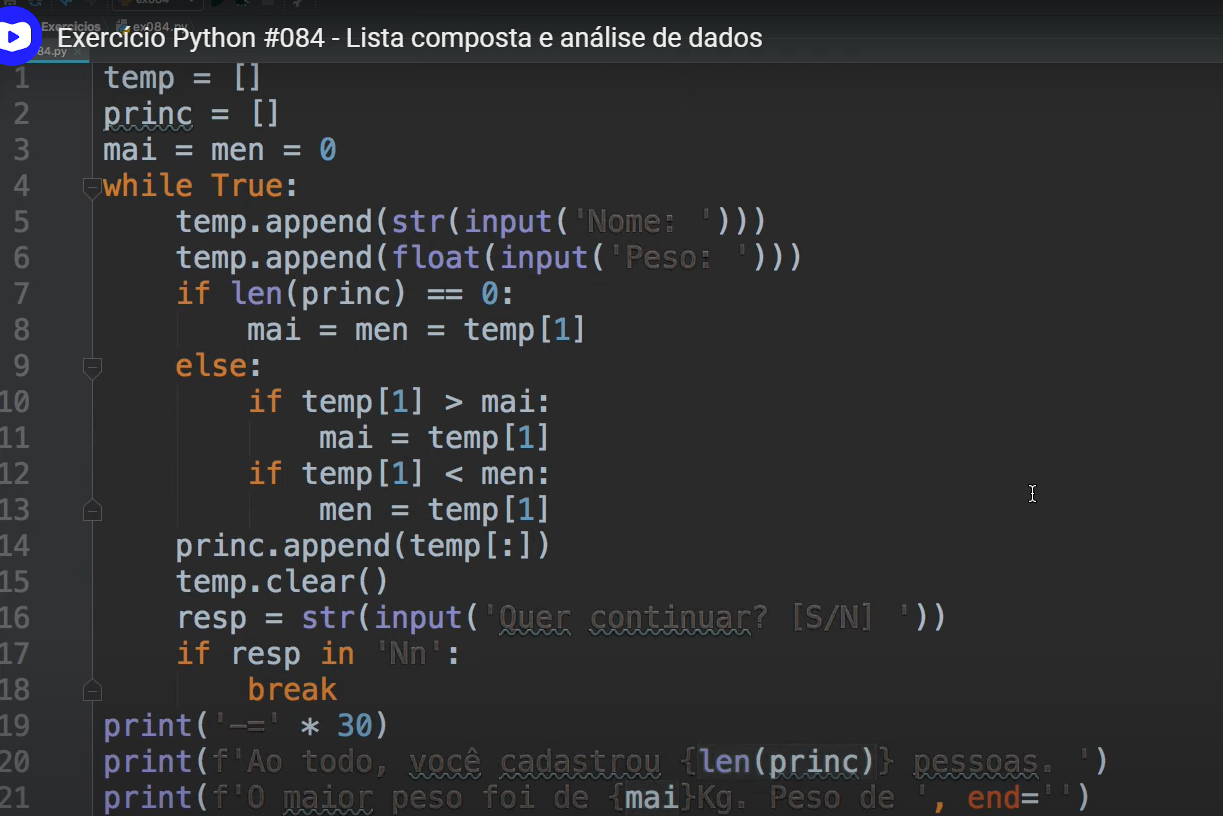 ex084
Exercícios ex084.py
Exercício Python #084 - Lista composta e análise de dados
84.py
1 temp = []
2 princ = []
3 mai = men = 0
4 while True:
5 temp.append(str(input('Nome: ')))
6 temp.append(float(input('Peso: ')))
7 if len(princ) == 0:
8 mai = men = temp[1]
9 else:
10 if temp[1] > mai:
11 mai = temp[1]
12 if temp[1] < men:
13 men = temp[1]
14 princ.append(temp[:])
15 temp.clear()
16 resp = str(input('Quer continuar? [S/N] '))
17 if resp in 'Nn':
18 break
19 print('-=' * 30)
20 print(f'Ao todo, você cadastrou {len(princ)} pessoas. ')
21 print(f'O maior peso foi de {mai}Kg. Peso de ', end='')